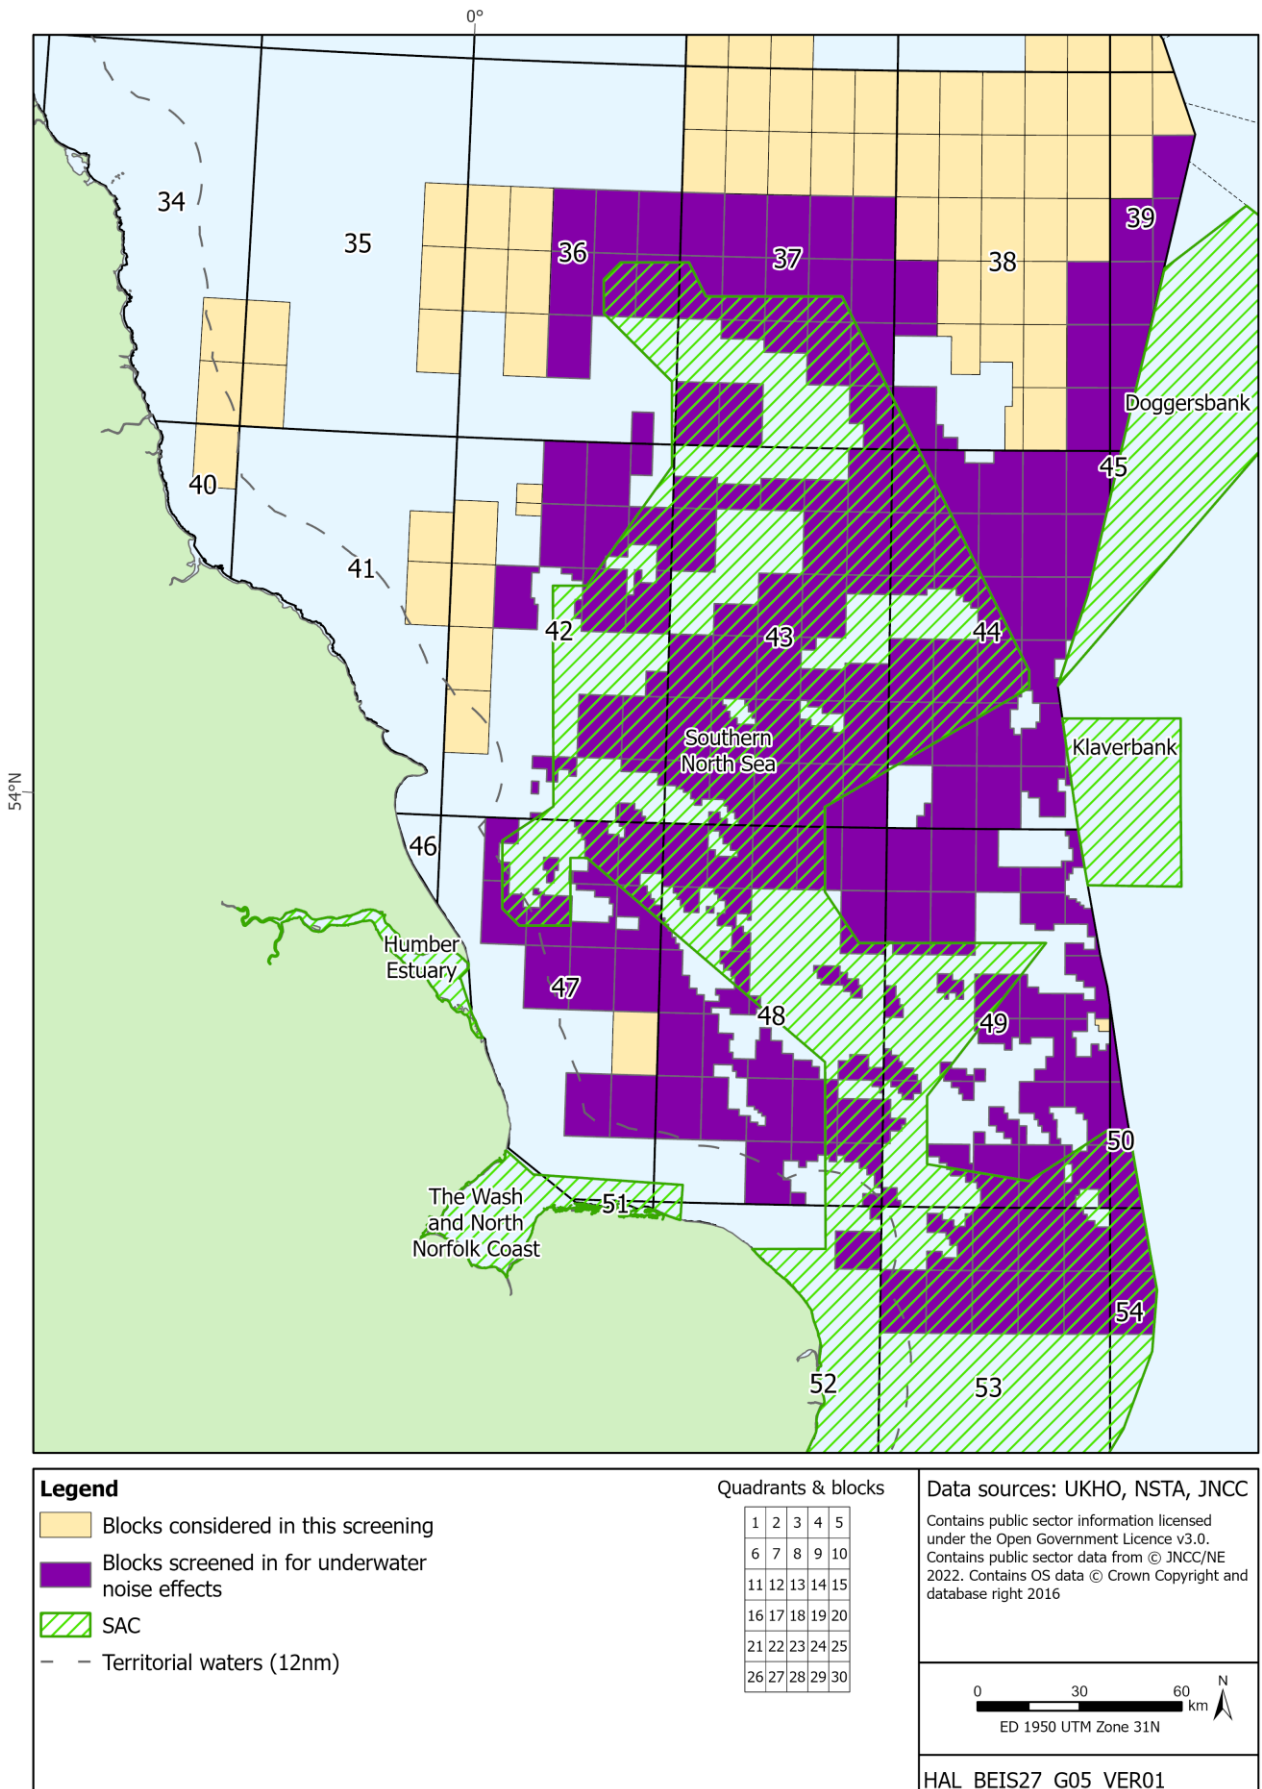 0°
34
35
36
37
38
39
Doggersbank
40
45
41
42
43
44
Southern
North Sea
Klaverbank
54°N
46
Humber
Estuary
47
48
49
50
The Wash
and North
Norfolk Coast
51
54
52
53
Legend
Blocks considered in this screening
Blocks screened in for underwater
noise effects
SAC
Territorial waters (12nm)
Quadrants & blocks
1 2 3 4 5
6 7 8 9 10
11 12 13 14 15
16 17 18 19 20
21 22 23 24 25
26 27 28 29 30
Data sources: UKHO, NSTA, JNCC
Contains public sector information licensed
under the Open Government Licence v3.0.
Contains public sector data from © JNCC/NE
2022. Contains OS data © Crown Copyright and
database right 2016
0 30 60
km
N
ED 1950 UTM Zone 31N
HAL_BEIS27_G05_VER01